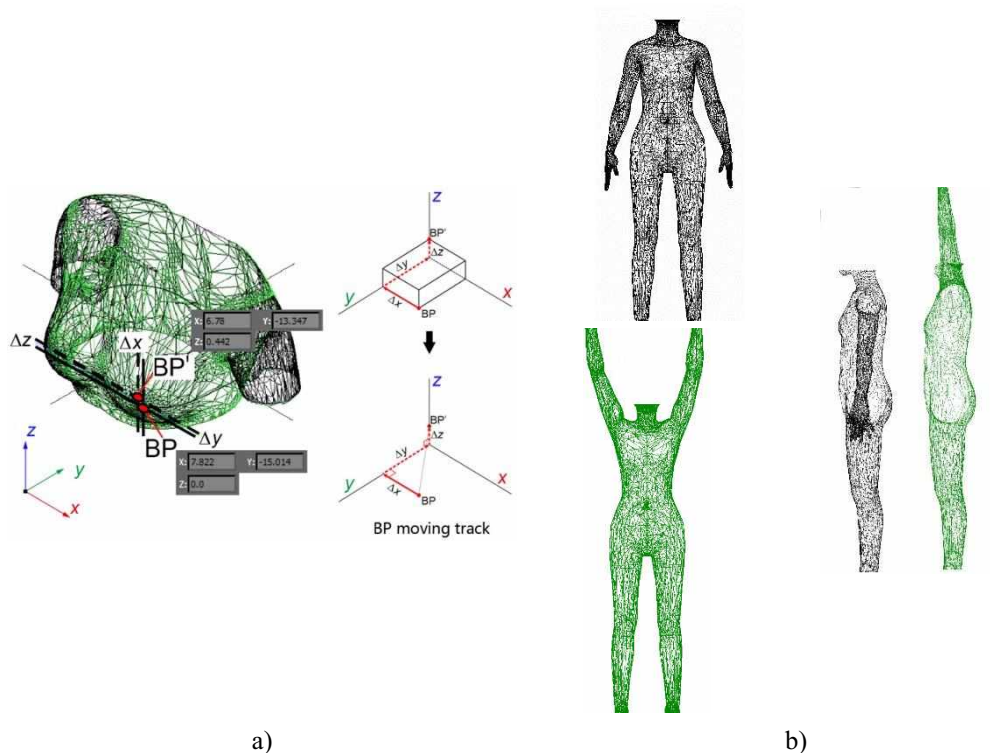 z
BP'
Δz
Δy
y
Δx
x
BP
X: 6.78 Y: -13.347
Z: 0.442
Δz
Δx
BP'
BP
Δy
X: 7.822 Y: -15.014
Z: 0.0
z
y
x
z
BP'
Δz
Δy
y
Δx
x
BP
BP moving track
a)
b)